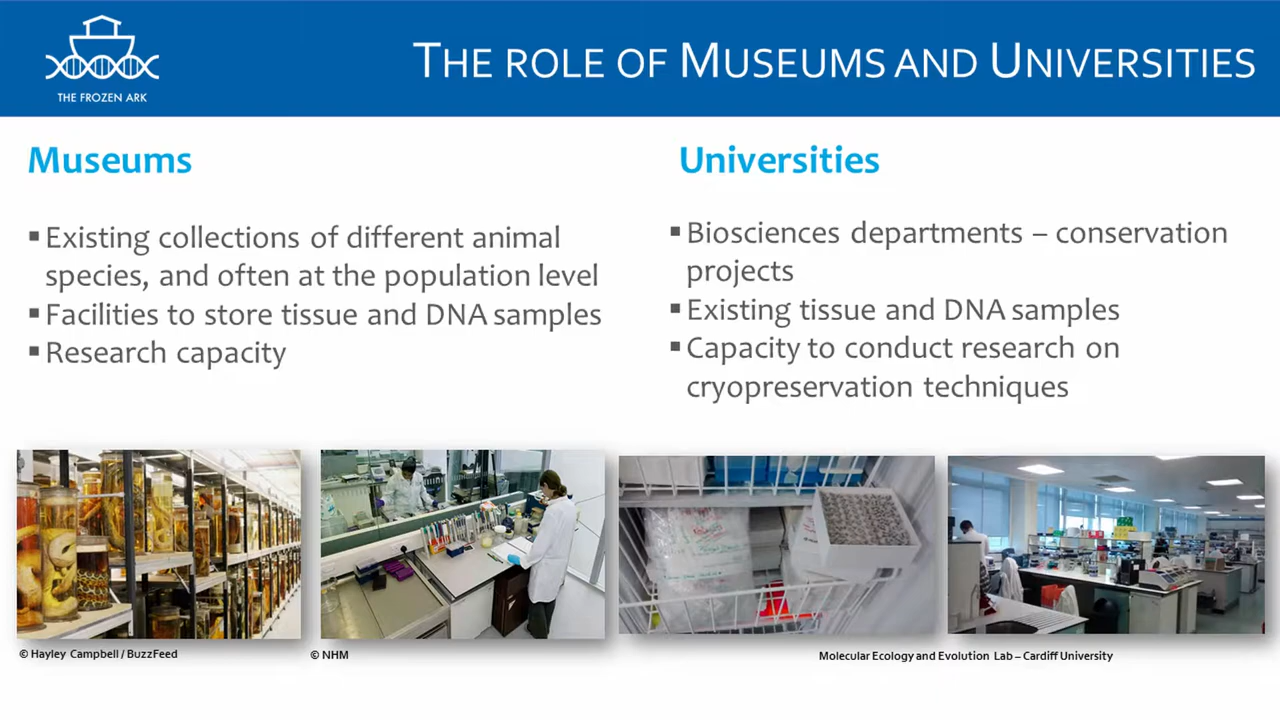 THE FROZEN ARK
THE ROLE OF MUSEUMS AND UNIVERSITIES
Museums
▪Existing collections of different animal
species, and often at the population level
▪Facilities to store tissue and DNA samples
▪Research capacity
Universities
▪Biosciences departments – conservation
projects
▪Existing tissue and DNA samples
▪Capacity to conduct research on
cryopreservation techniques
© Hayley Campbell / BuzzFeed
© NHM
Molecular Ecology and Evolution Lab – Cardiff University